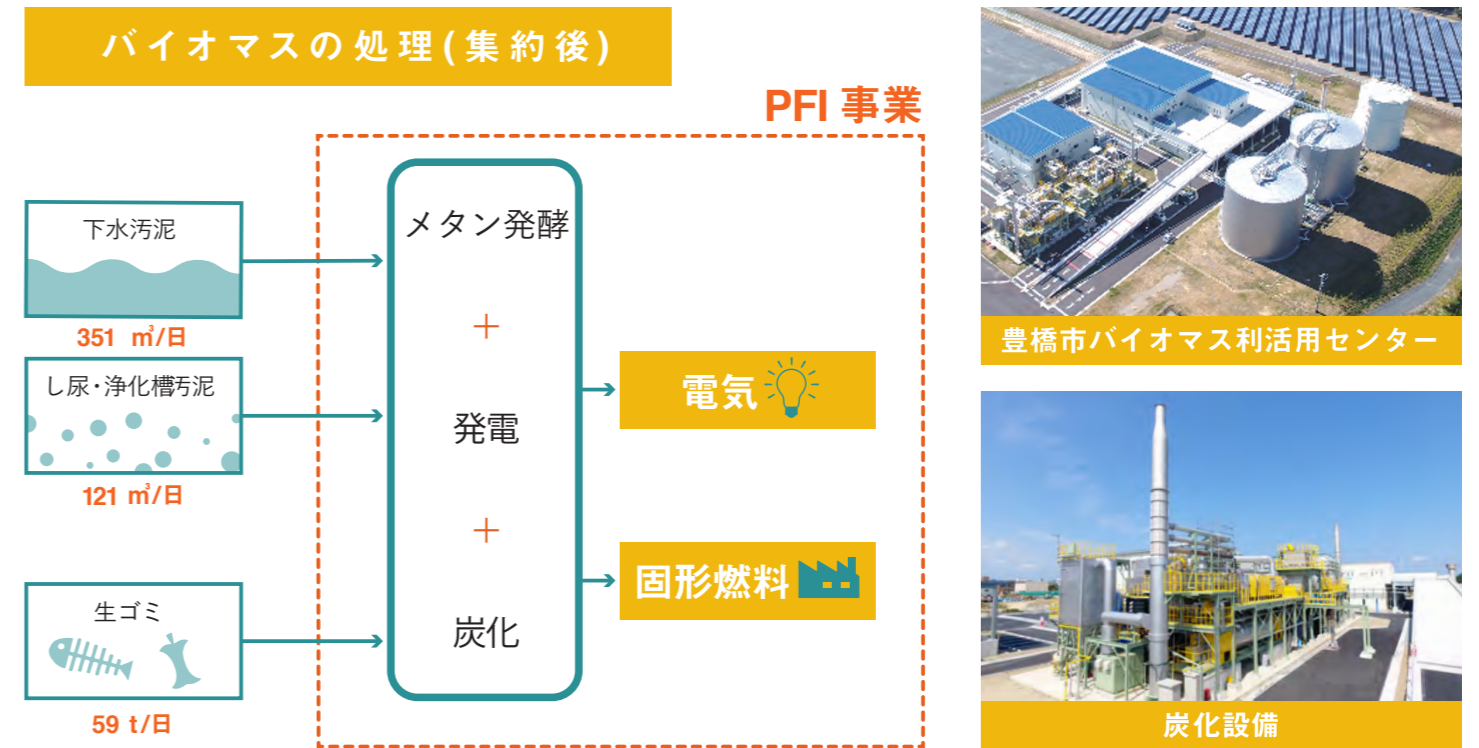 バイオマスの処理(集約後)
PFI 事業
下水汚泥
351 ㎥/日
し尿・浄化槽汚泥
121 ㎥/日
生ゴミ
59 t/日
メタン発酵
＋
発電
＋
炭化
電気
固形燃料
豊橋市バイオマス利活用センター
炭化設備